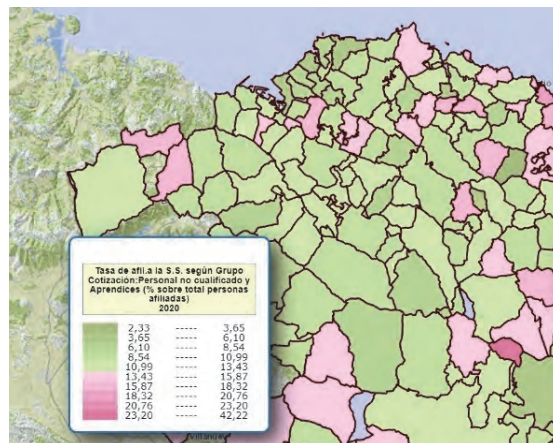 Tasa de afil.a la S.S. según Grupo
Cotización:Personal no cualificado y
Aprendices (% sobre total personas
afiliadas)
2020
2,33 ----- 3,65
3,65 ----- 6,10
6,10 ----- 8,54
8,54 ----- 10,99
10,99 ----- 13,43
13,43 ----- 15,87
15,87 ----- 18,32
18,32 ----- 20,76
20,76 ----- 23,20
23,20 ----- 42,22